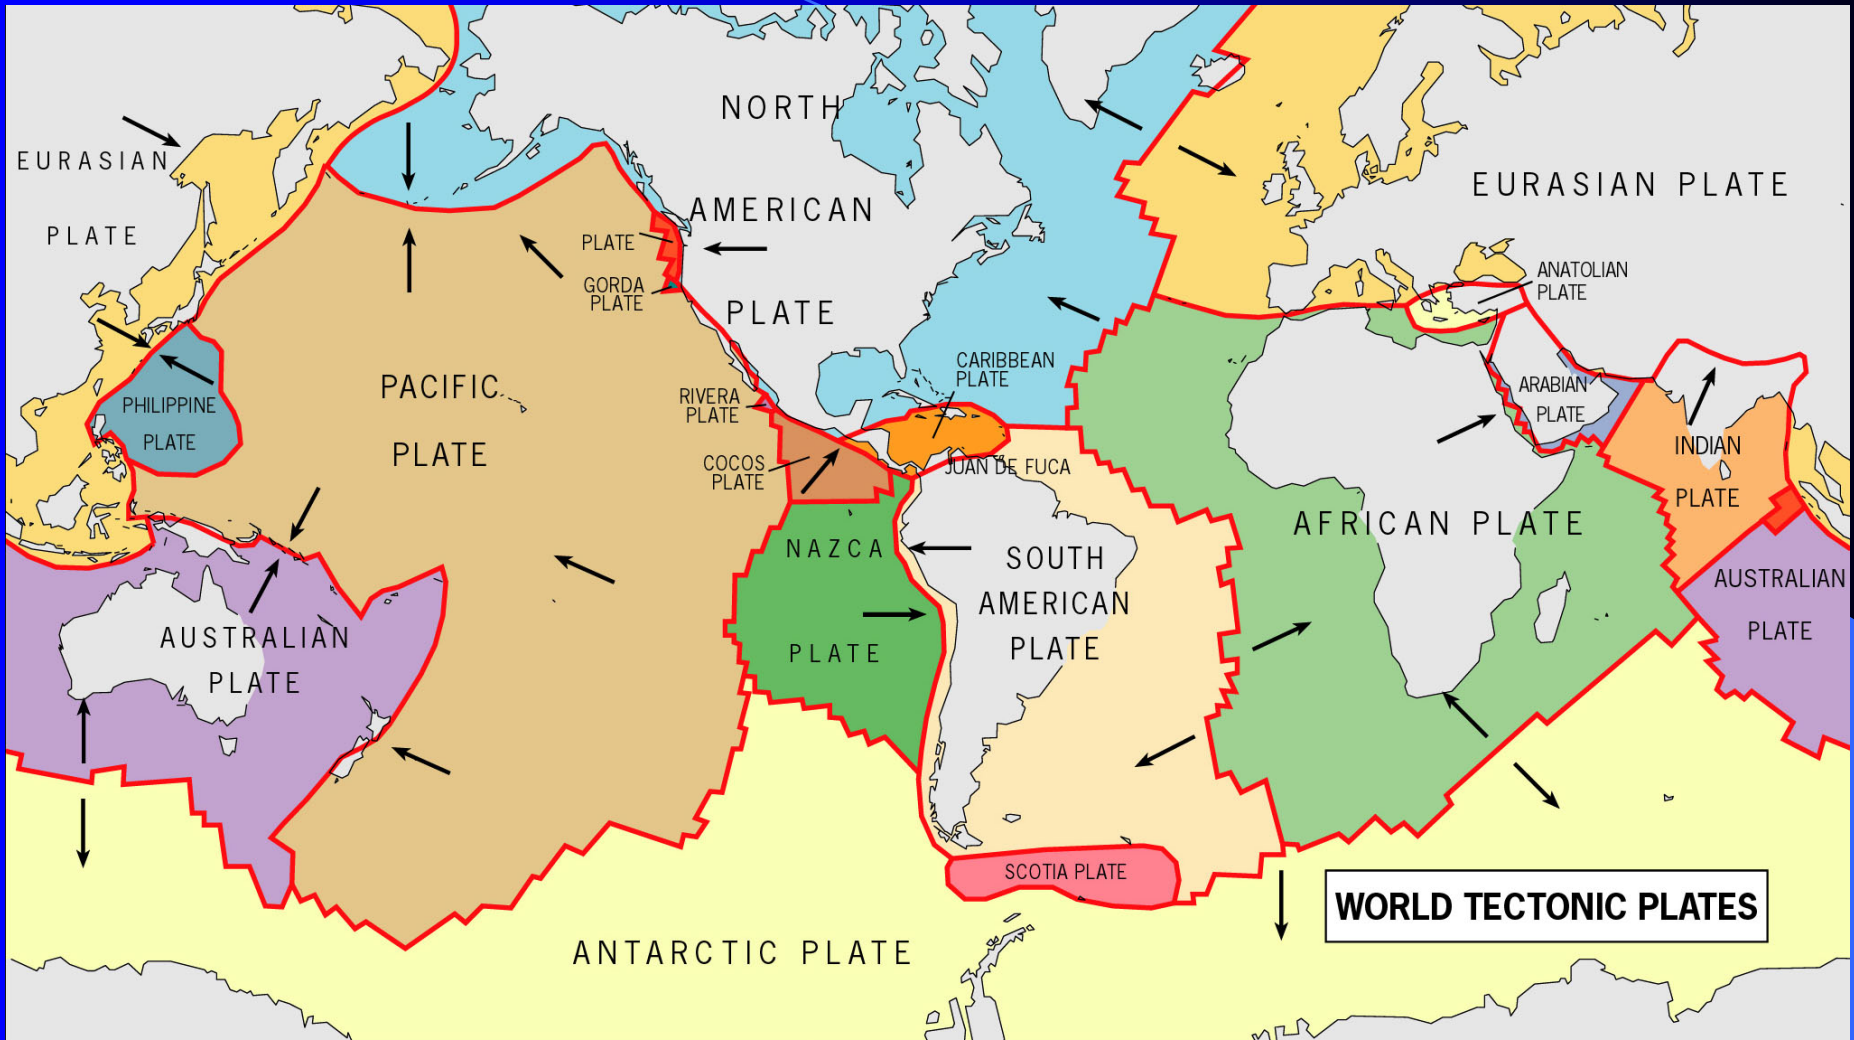 NORTH
AMERICAN
PLATE
EURASIAN
PLATE
EURASIAN PLATE
PLATE
GORDA
PLATE
ANATOLIAN
PLATE
CARIBBEAN
PLATE
PACIFIC
PLATE
PHILIPPINE
PLATE
RIVERA
PLATE
ARABIAN
PLATE
COCOS
PLATE
JUAN DE FUCA
INDIAN
PLATE
AFRICAN PLATE
NAZCA
PLATE
SOUTH
AMERICAN
PLATE
AUSTRALIAN
PLATE
AUSTRALIAN
PLATE
SCOTIA PLATE
WORLD TECTONIC PLATES
ANTARCTIC PLATE